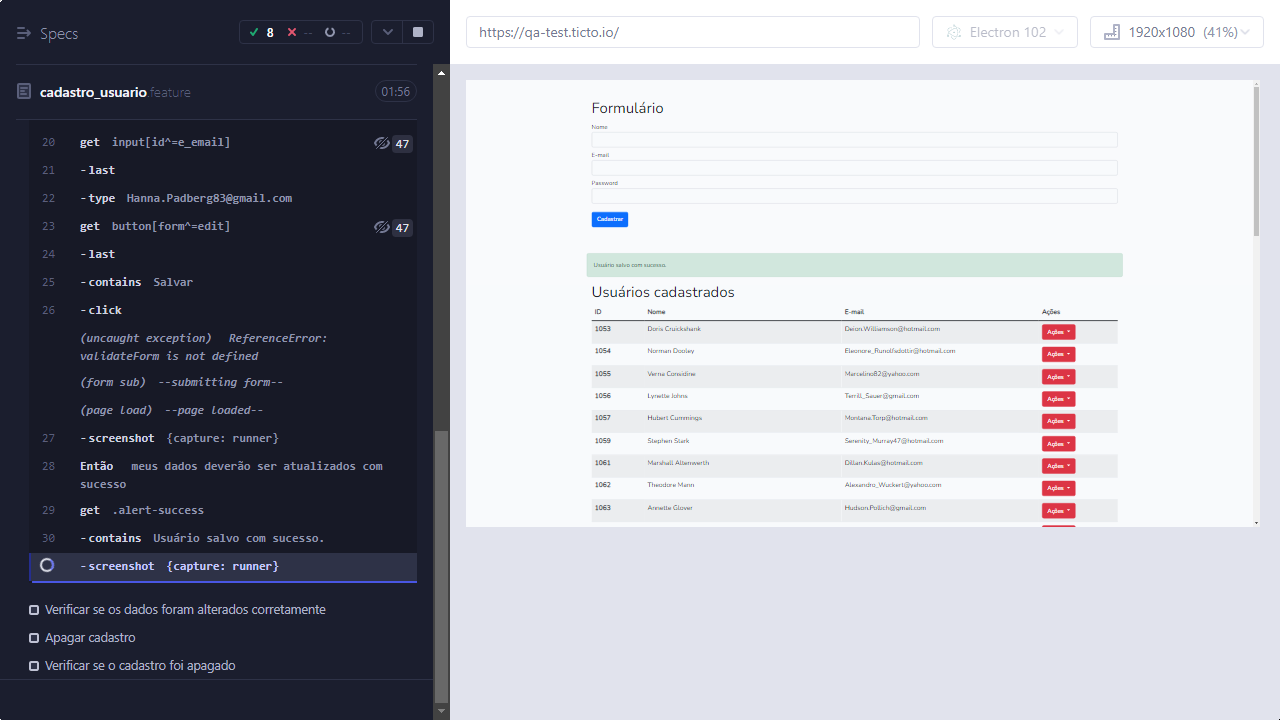 Specs
8
--
--
cadastro_usuario.feature
01:56
20 get input[id^=e_email] 47
21 -last
22 -type Hanna.Padberg83@gmail.com
23 get button[form^=edit] 47
24 -last
25 -contains Salvar
26 -click
(uncaught exception) ReferenceError:
validateForm is not defined
(form sub) --submitting form--
(page load) --page loaded--
27 -screenshot {capture: runner}
28 Então meus dados deverão ser atualizados com
sucesso
29 get .alert-success
30 -contains Usuário salvo com sucesso.
-screenshot {capture: runner}
Verificar se os dados foram alterados corretamente
Apagar cadastro
Verificar se o cadastro foi apagado
https://qa-test.ticto.io/
Electron 102
1920x1080 (41%)
Formulário
Nome
E-mail
Password
Cadastrar
Usuário salvo com sucesso.
Usuários cadastrados
ID Nome E-mail Ações
1053 Doris Cruickshank Deion.Williamson@hotmail.com Ações
1054 Norman Dooley Eleonore_Runolfsdottir@hotmail.com Ações
1055 Verna Considine Marcelino82@yahoo.com Ações
1056 Lynette Johns Terrill_Sauer@gmail.com Ações
1057 Hubert Cummings Montana.Torp@hotmail.com Ações
1059 Stephen Stark Serenity_Murray47@hotmail.com Ações
1061 Marshall Altenwerth Dillan.Kulas@hotmail.com Ações
1062 Theodore Mann Alexandro_Wuckert@yahoo.com Ações
1063 Annette Glover Hudson.Pollich@gmail.com Ações